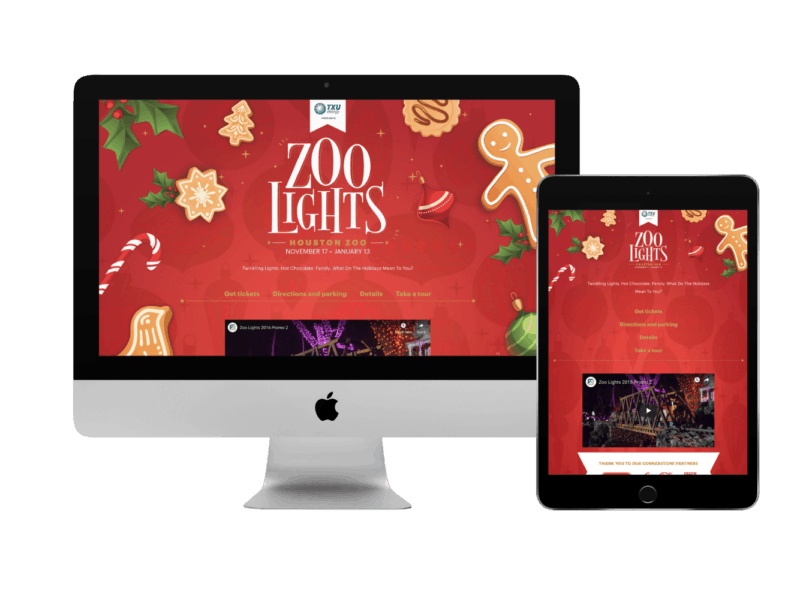 TXU
energy
PRESENTS
ZOO
LIGHTS
HOUSTON ZOO
NOVEMBER 17 – JANUARY 13
Twinkling Lights. Hot Chocolate. Family. What Do The Holidays Mean To You?
Get tickets
Directions and parking
Details
Take a tour
Zoo Lights 2016 Promo 2
TXU
ZOO
LIGHTS
Twinkling Lights. Hot Chocolate. Family. What Do The Holidays
Mean To You?
Get tickets
Directions and parking
Details
Take a tour
Zoo Lights 2016 Promo 2
THANK YOU TO OUR CORNERSTONE PARTNERS